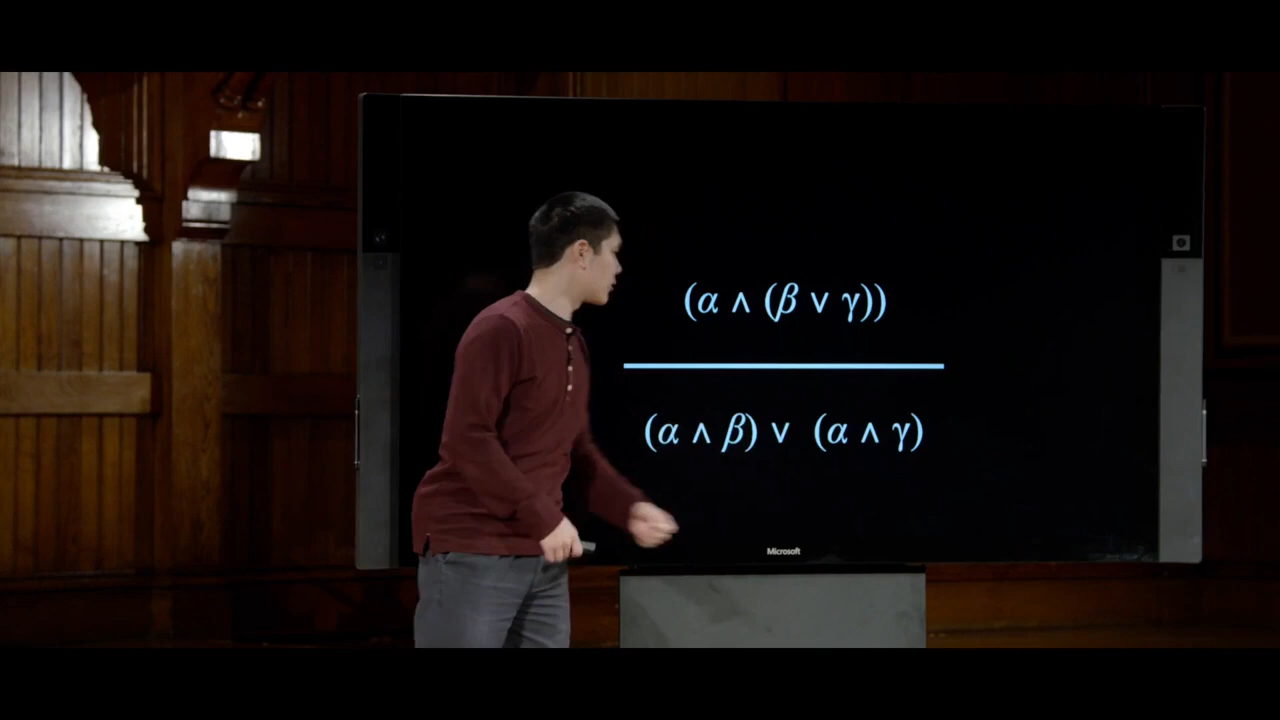 (α ∧ (β ∨ γ))
(α ∧ β) ∨ (α ∧ γ)
Microsoft